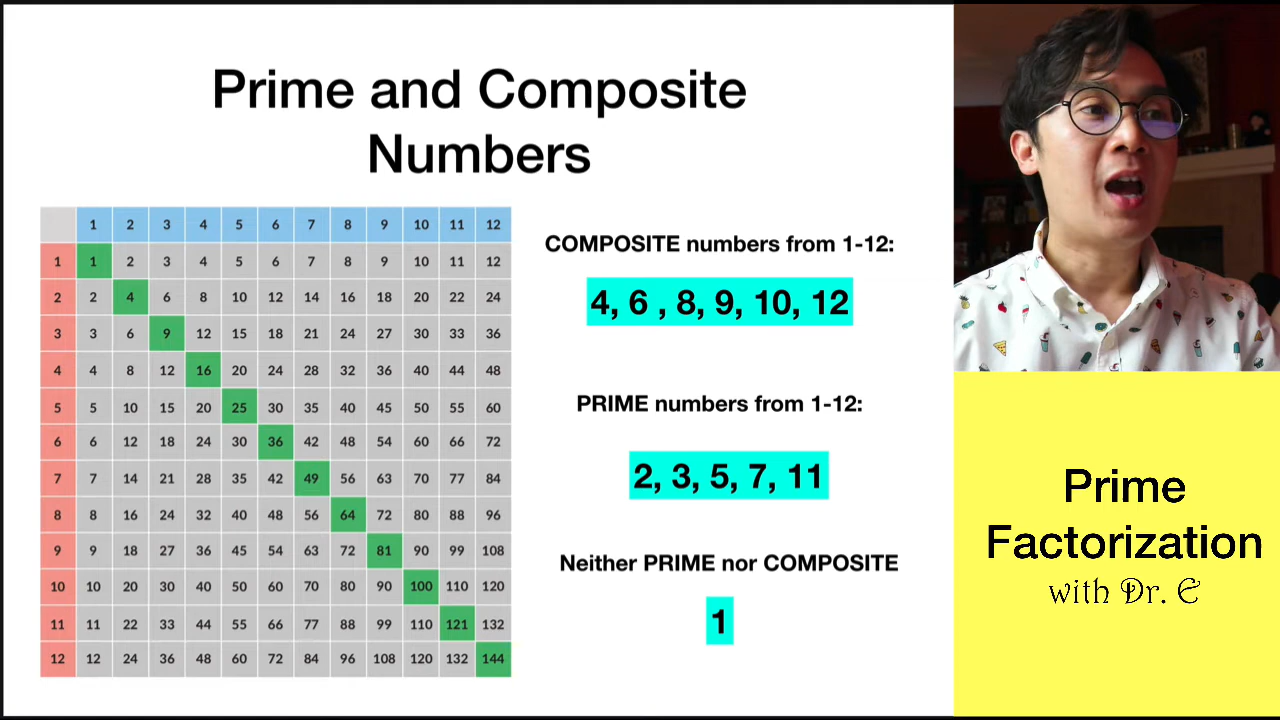 Prime and Composite
Numbers
1 2 3 4 5 6 7 8 9 10 11 12
1 1 2 3 4 5 6 7 8 9 10 11 12
2 2 4 6 8 10 12 14 16 18 20 22 24
3 3 6 9 12 15 18 21 24 27 30 33 36
4 4 8 12 16 20 24 28 32 36 40 44 48
5 5 10 15 20 25 30 35 40 45 50 55 60
6 6 12 18 24 30 36 42 48 54 60 66 72
7 7 14 21 28 35 42 49 56 63 70 77 84
8 8 16 24 32 40 48 56 64 72 80 88 96
9 9 18 27 36 45 54 63 72 81 90 99 108
10 10 20 30 40 50 60 70 80 90 100 110 120
11 11 22 33 44 55 66 77 88 99 110 121 132
12 12 24 36 48 60 72 84 96 108 120 132 144
COMPOSITE numbers from 1-12:
4, 6 , 8, 9, 10, 12
PRIME numbers from 1-12:
2, 3, 5, 7, 11
Neither PRIME nor COMPOSITE
1
Prime
Factorization
with Dr. E